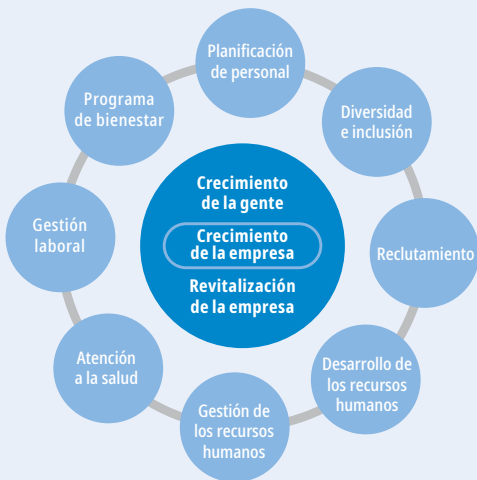 Planificación
de personal
Diversidad
e inclusión
Reclutamiento
Desarrollo de
los recursos
humanos
Gestión de
los recursos
humanos
Atención
a la salud
Gestión
laboral
Programa
de bienestar
Crecimiento
de la gente
Crecimiento
de la empresa
Revitalización
de la empresa